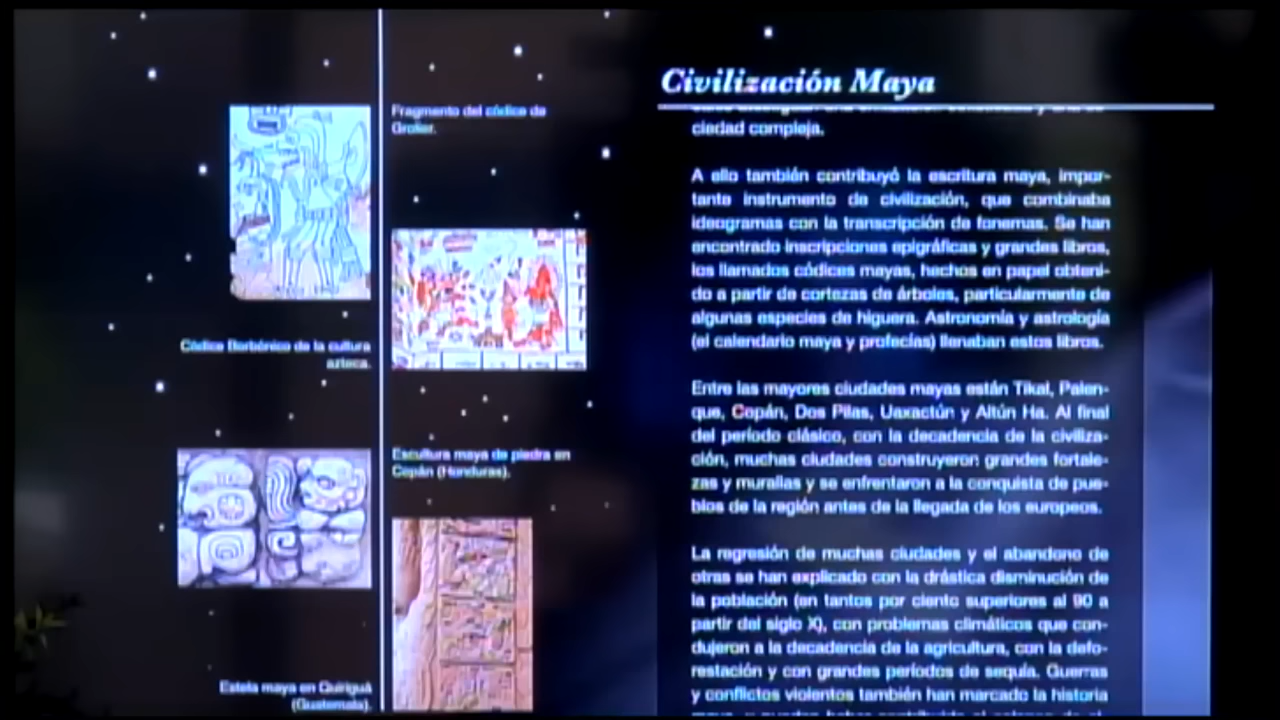 Civilización Maya
Fragmento del códice de
Grolier.
Códice Borbónico de la cultura
azteca.
Escultura maya de piedra en
Copán (Honduras).
Estela maya en Quiriguá
(Guatemala).
ciedad compleja.
A ello también contribuyó la escritura maya, impor-
tante instrumento de civilización, que combinaba
ideogramas con la transcripción de fonemas. Se han
encontrado inscripciones epigráficas y grandes libros,
los llamados códices mayas, hechos en papel obteni-
do a partir de cortezas de árboles, particularmente de
algunas especies de higuera. Astronomía y astrología
(el calendario maya y profecías) llenaban estos libros.
Entre las mayores ciudades mayas están Tikal, Palen-
que, Copán, Dos Pilas, Uaxactún y Altún Ha. Al final
del período clásico, con la decadencia de la civiliza-
ción, muchas ciudades construyeron grandes fortale-
zas y murallas y se enfrentaron a la conquista de pue-
blos de la región antes de la llegada de los europeos.
La regresión de muchas ciudades y el abandono de
otras se han explicado con la drástica disminución de
la población (en tantos por ciento superiores al 90 a
partir del siglo X), con problemas climáticos que con-
dujeron a la decadencia de la agricultura, con la defo-
restación y con grandes períodos de sequía. Guerras
y conflictos violentos también han marcado la historia